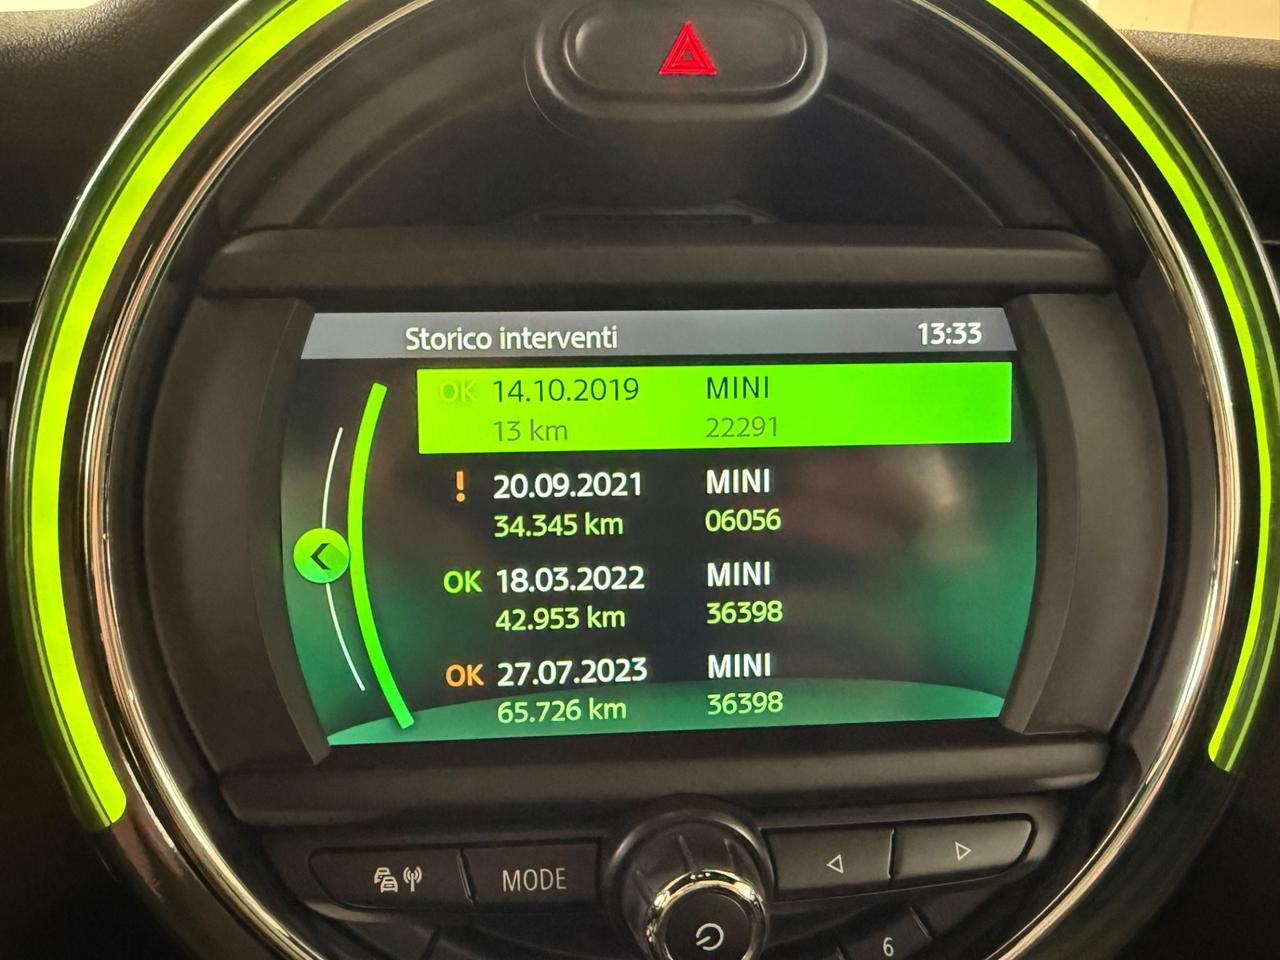 Storico interventi 13:33
OK 14.10.2019 MINI
13 km 22291
! 20.09.2021 MINI
34.345 km 06056
OK 18.03.2022 MINI
42.953 km 36398
OK 27.07.2023 MINI
65.726 km 36398
MODE
6